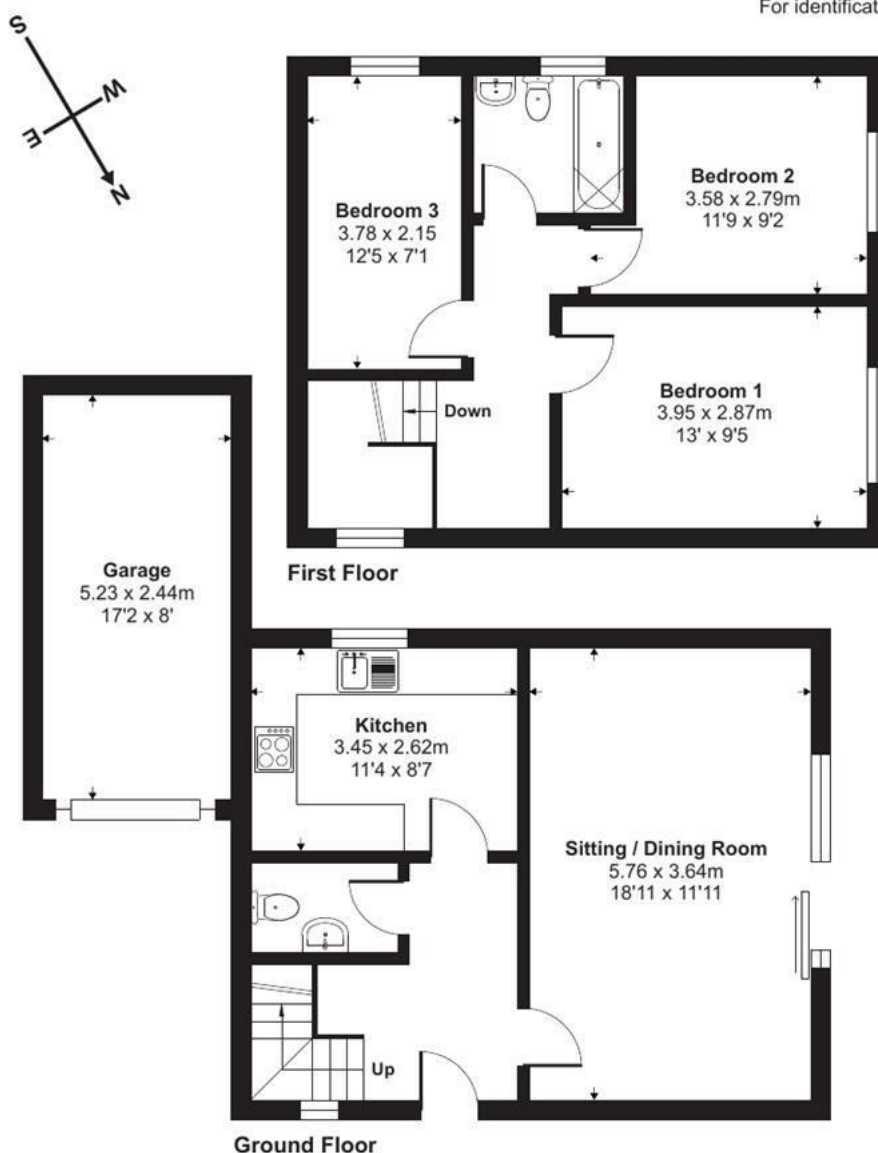 For identificat
S
W
E
N
Bedroom 2
3.58 x 2.79m
11'9 x 9'2
Bedroom 3
3.78 x 2.15
12'5 x 7'1
Bedroom 1
3.95 x 2.87m
13' x 9'5
Down
First Floor
Garage
5.23 x 2.44m
17'2 x 8'
Kitchen
3.45 x 2.62m
11'4 x 8'7
Sitting / Dining Room
5.76 x 3.64m
18'11 x 11'11
Up
Ground Floor